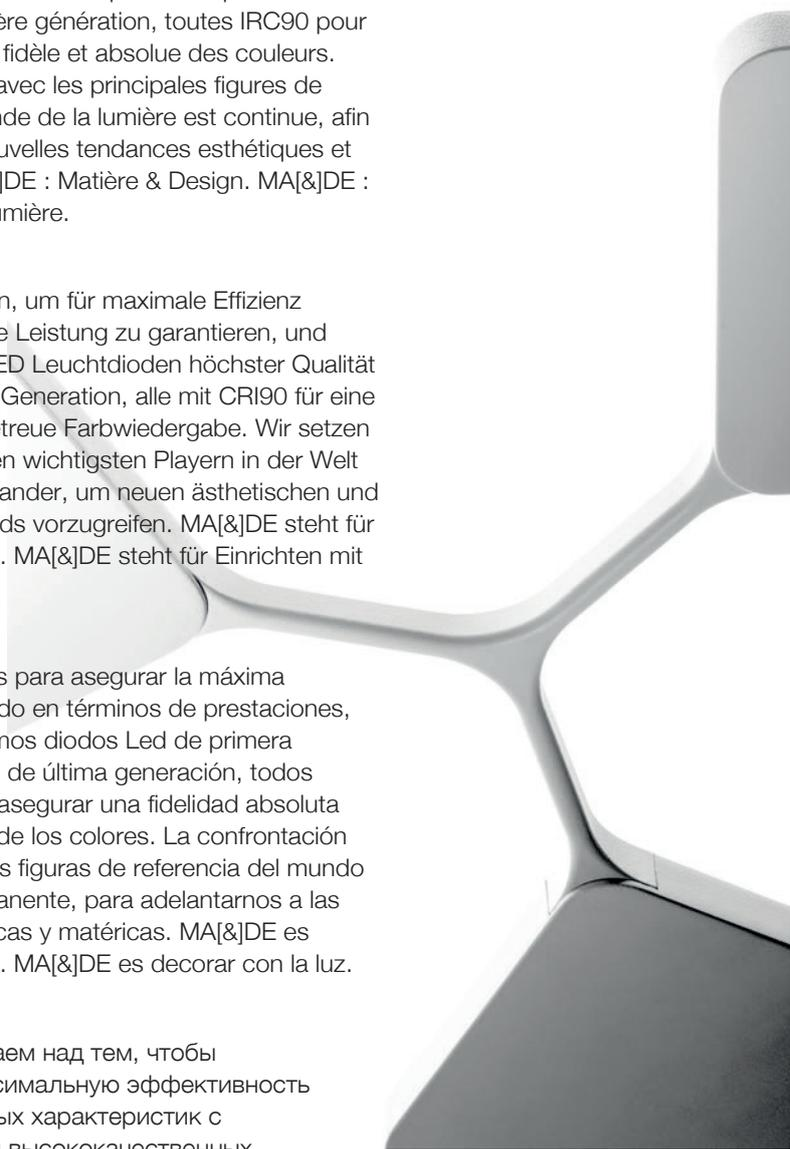 ère génération, toutes IRC90 pour
fidèle et absolue des couleurs.
avec les principales figures de
nde de la lumière est continue, afin
uvelles tendances esthétiques et
]DE : Matière & Design. MA[&]DE :
umière.
n, um für maximale Effizienz
e Leistung zu garantieren, und
ED Leuchtdioden höchster Qualität
Generation, alle mit CRI90 für eine
treue Farbwiedergabe. Wir setzen
en wichtigsten Playern in der Welt
ander, um neuen ästhetischen und
ds vorzugreifen. MA[&]DE steht für
. MA[&]DE steht für Einrichten mit
s para asegurar la máxima
do en términos de prestaciones,
mos diodos Led de primera
de última generación, todos
asegurar una fidelidad absoluta
de los colores. La confrontación
s figuras de referencia del mundo
anente, para adelantarnos a las
cas y matéricas. MA[&]DE es
. MA[&]DE es decorar con la luz.
аем над тем, чтобы
симальную эффективность
ых характеристик с
высококачественных